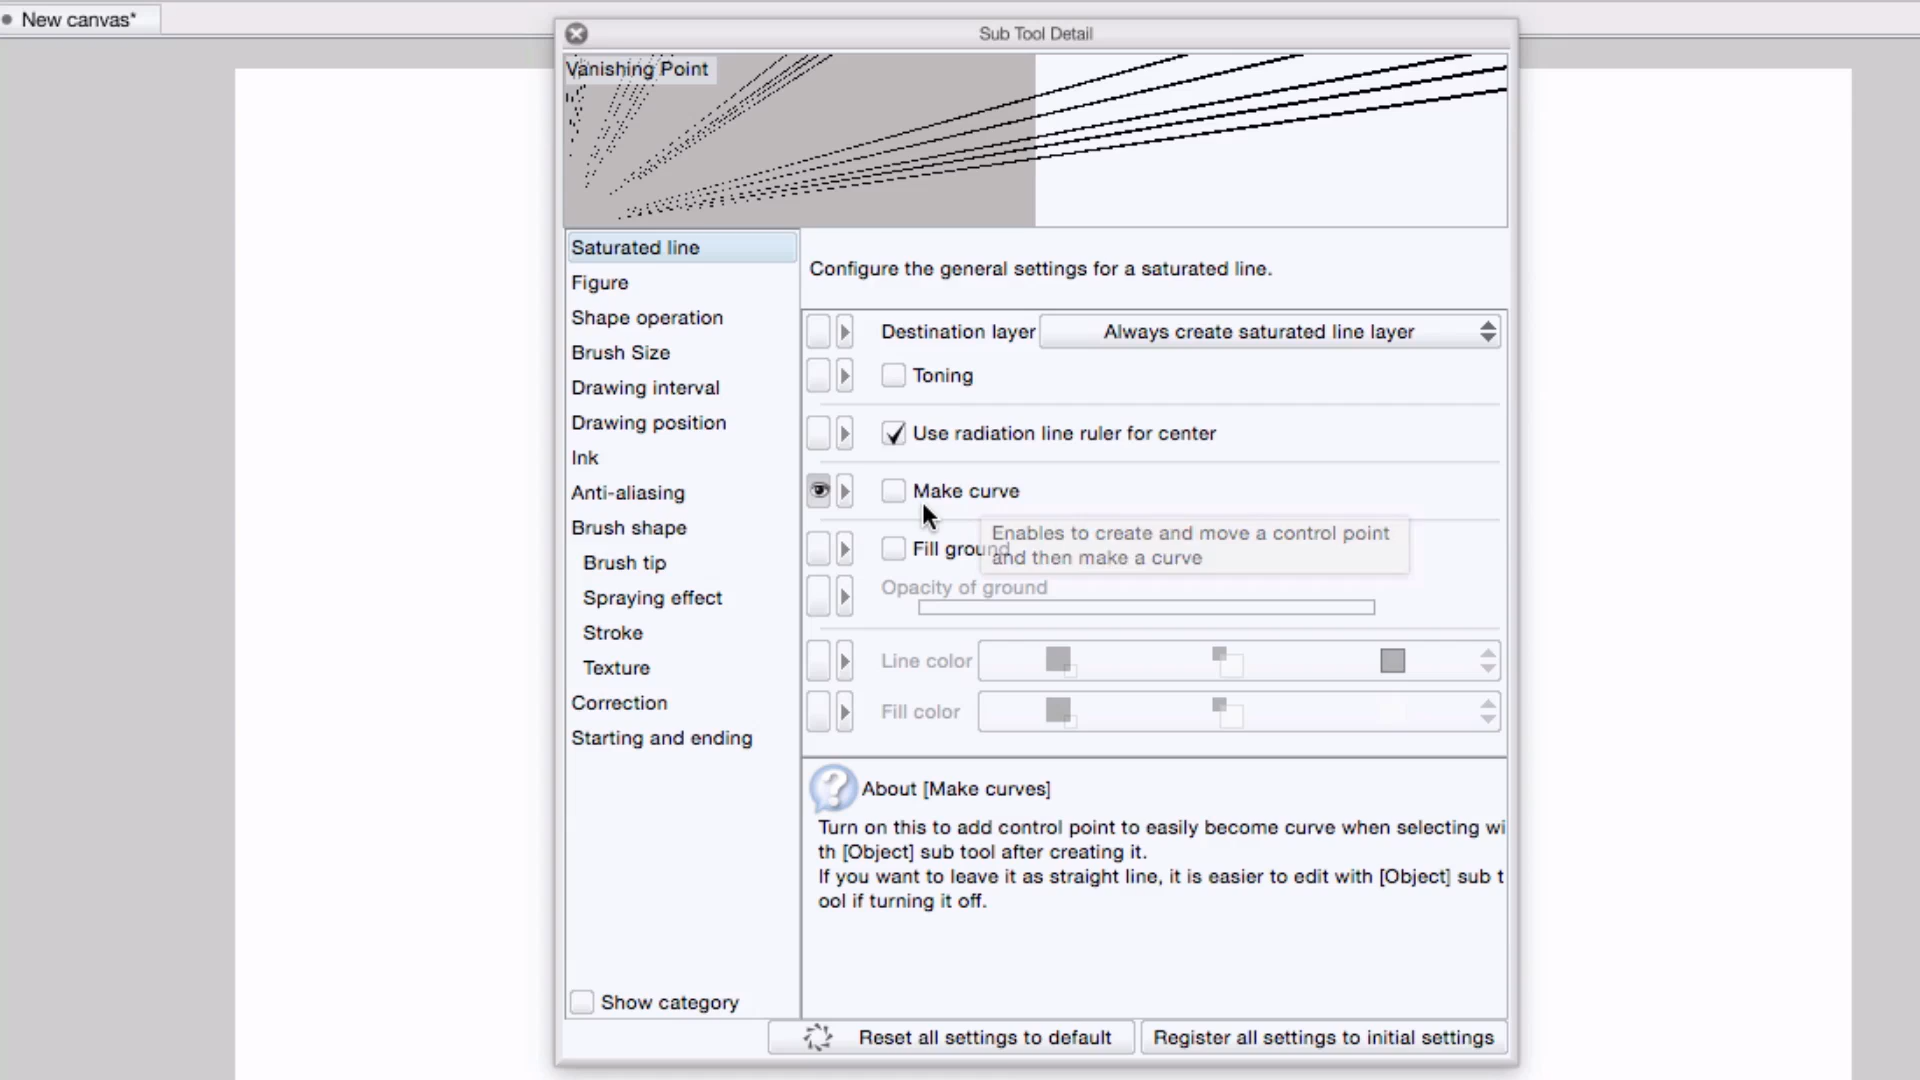 New canvas*
Sub Tool Detail
Vanishing Point
Saturated line
Figure
Shape operation
Brush Size
Drawing interval
Drawing position
Ink
Anti-aliasing
Brush shape
Brush tip
Spraying effect
Stroke
Texture
Correction
Starting and ending
Show category
Configure the general settings for a saturated line.
Destination layer Always create saturated line layer
Toning
Use radiation line ruler for center
Make curve
Enables to create and move a control point
and then make a curve
Fill ground
Opacity of ground
Line color
Fill color
About [Make curves]
Turn on this to add control point to easily become curve when selecting wi
th [Object] sub tool after creating it.
If you want to leave it as straight line, it is easier to edit with [Object] sub t
ool if turning it off.
Reset all settings to default
Register all settings to initial settings